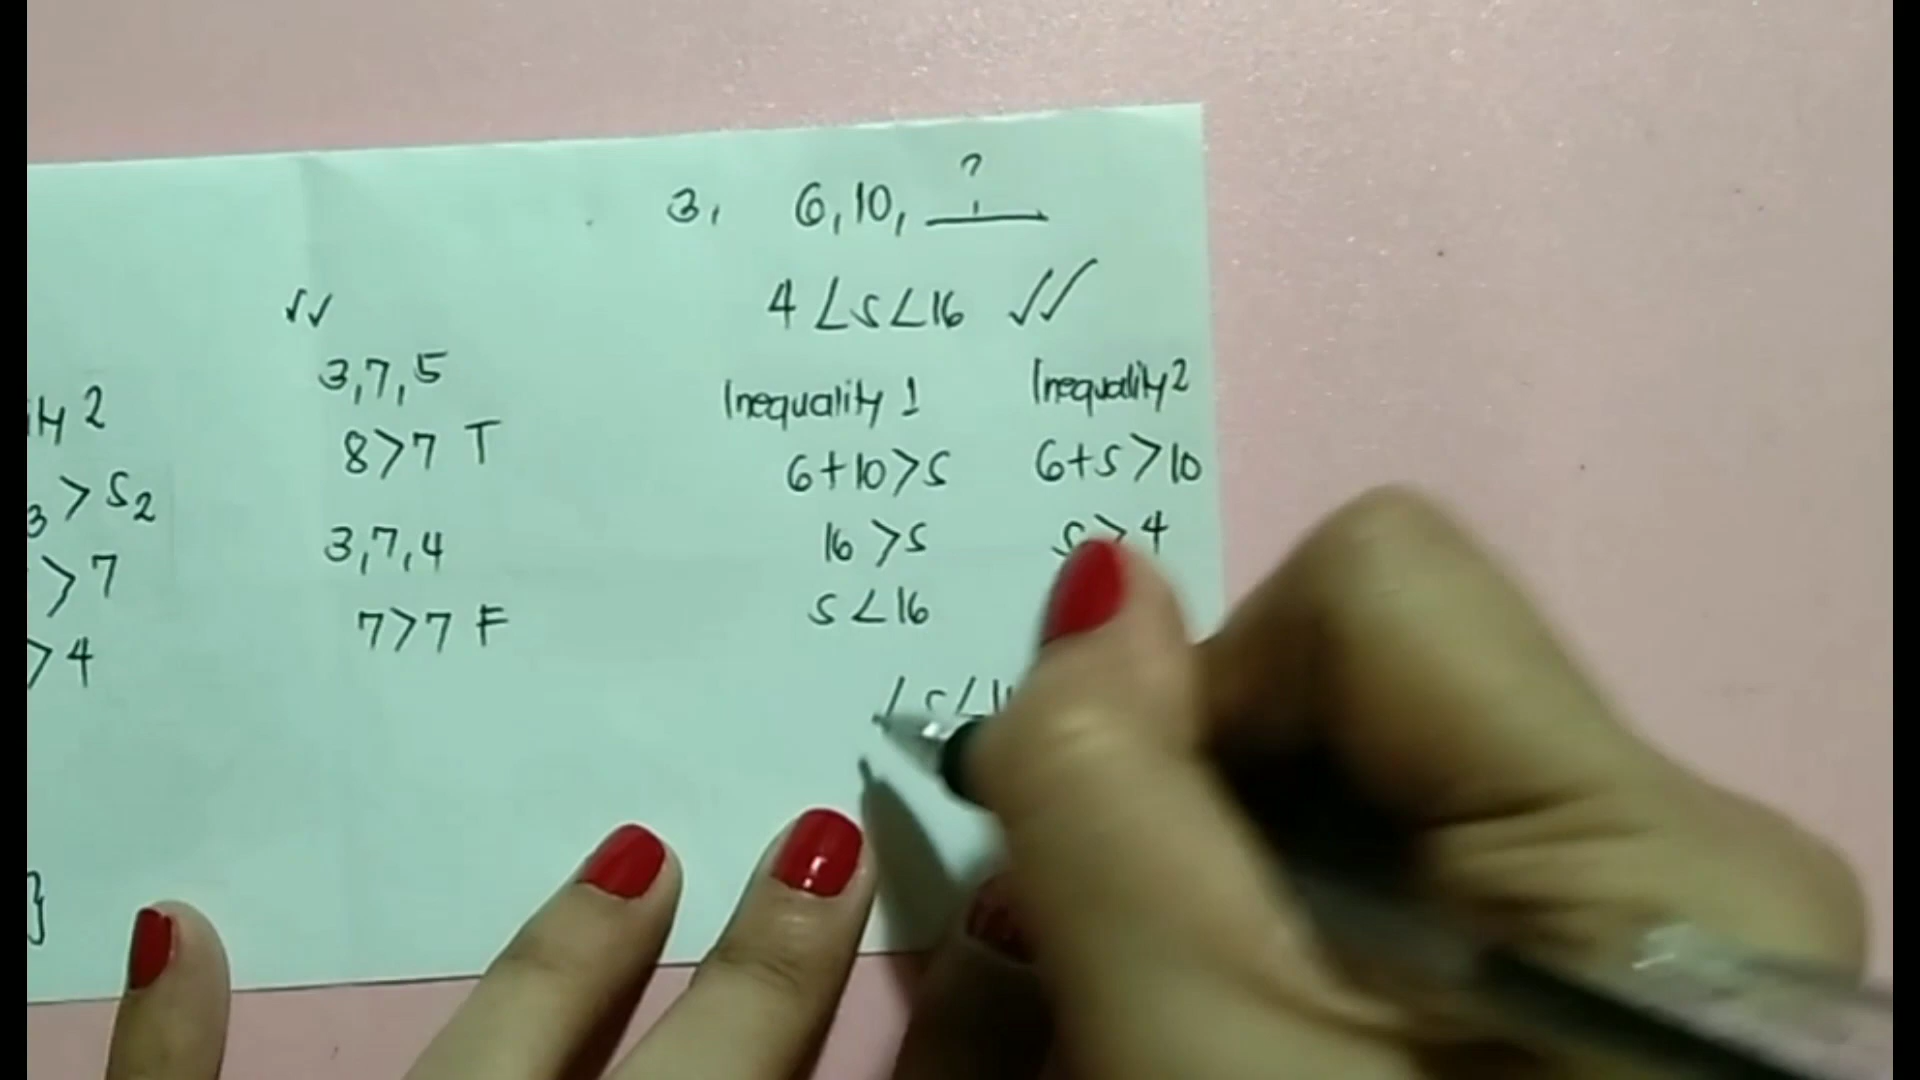 2
3 > S2
> 7
> 4
}
√√
3,7,5
8>7 T
3,7,4
7>7 F
3, 6,10, ?
4 <s<16 √√
Inequality 1
6+10>s
16 >s
s <16
Inequality 2
6+s >10
s>4
<s<1